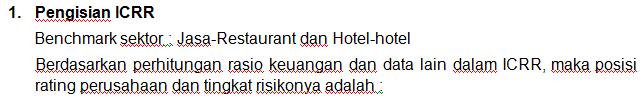 1. Pengisian ICRR
Benchmark sektor : Jasa-Restaurant dan Hotel-hotel
Berdasarkan perhitungan rasio keuangan dan data lain dalam ICRR, maka posisi
rating perusahaan dan tingkat risikonya adalah :